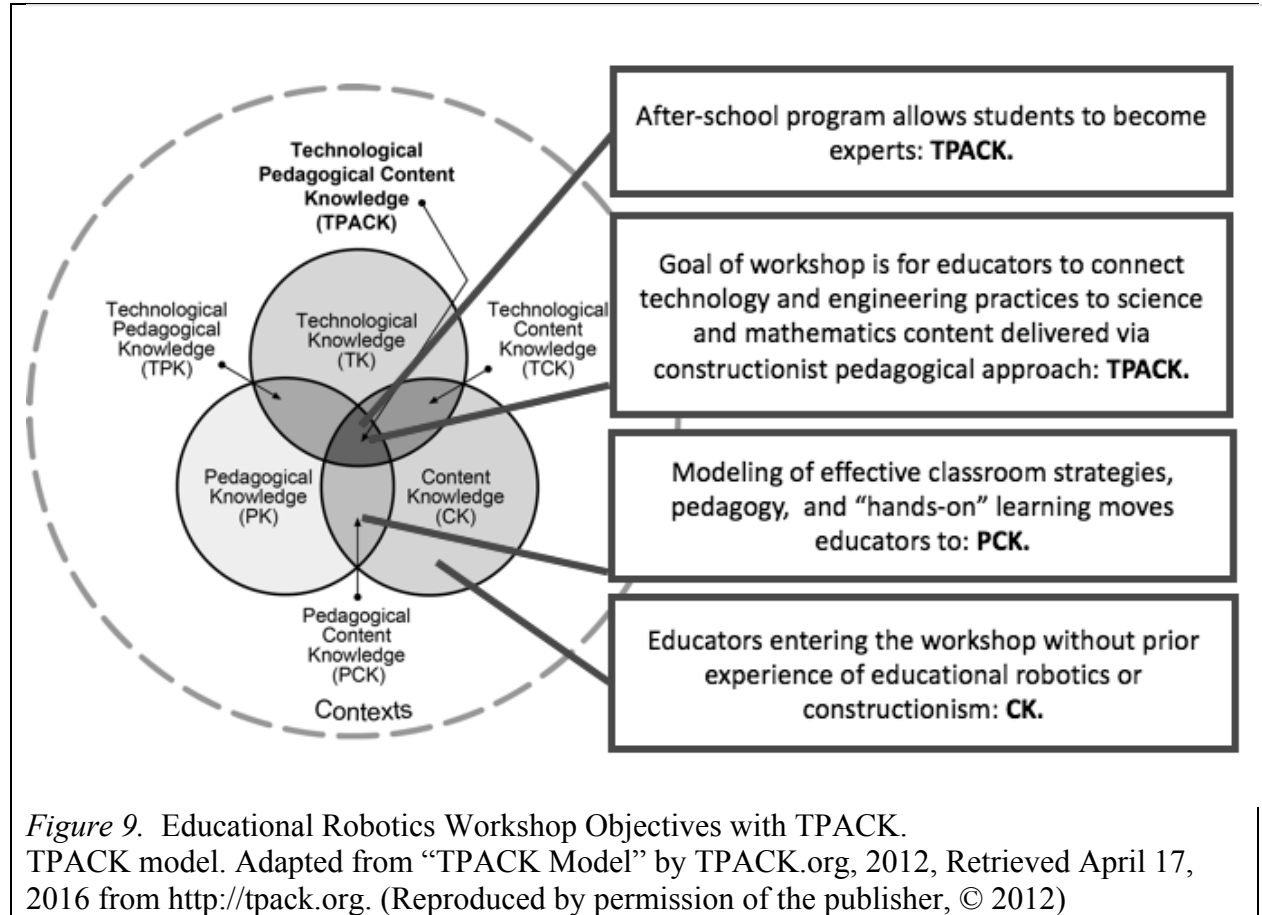 Technological
Pedagogical Content
Knowledge
(TPACK)
Technological
Pedagogical
Knowledge
(TPK)
Technological
Knowledge
(TK)
Technological
Content
Knowledge
(TCK)
Pedagogical
Knowledge
(PK)
Content
Knowledge
(CK)
Pedagogical
Content
Knowledge
(PCK)
Contexts
After-school program allows students to become
experts: TPACK.
Goal of workshop is for educators to connect
technology and engineering practices to science
and mathematics content delivered via
constructionist pedagogical approach: TPACK.
Modeling of effective classroom strategies,
pedagogy, and “hands-on” learning moves
educators to: PCK.
Educators entering the workshop without prior
experience of educational robotics or
constructionism: CK.
Figure 9. Educational Robotics Workshop Objectives with TPACK.
TPACK model. Adapted from “TPACK Model” by TPACK.org, 2012, Retrieved April 17,
2016 from http://tpack.org. (Reproduced by permission of the publisher, © 2012)